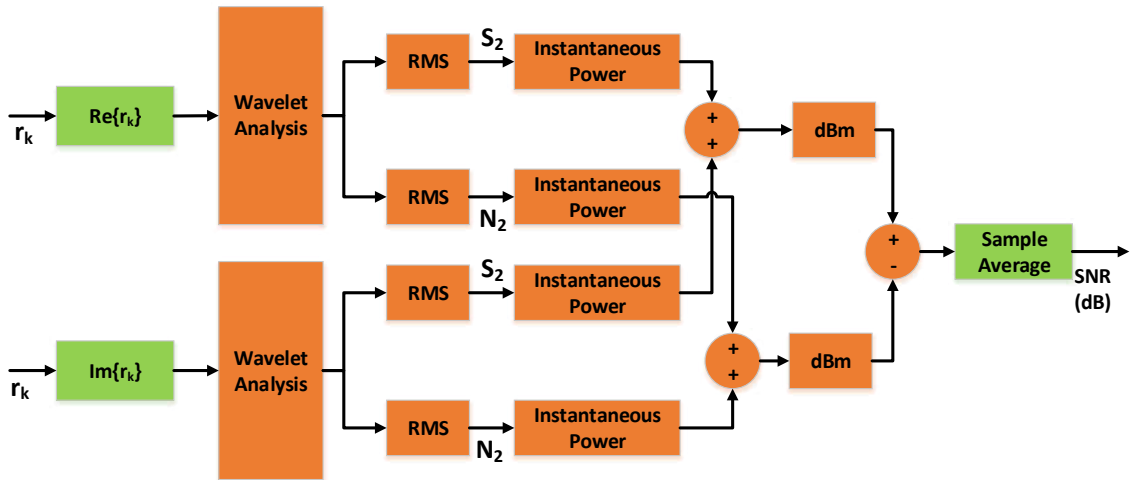 r_k
Re{r_k}
Wavelet
Analysis
RMS
S_2
Instantaneous
Power
RMS
N_2
Instantaneous
Power
+
+
dBm
r_k
Im{r_k}
Wavelet
Analysis
RMS
S_2
Instantaneous
Power
RMS
N_2
Instantaneous
Power
+
+
dBm
+
-
Sample
Average
SNR
(dB)